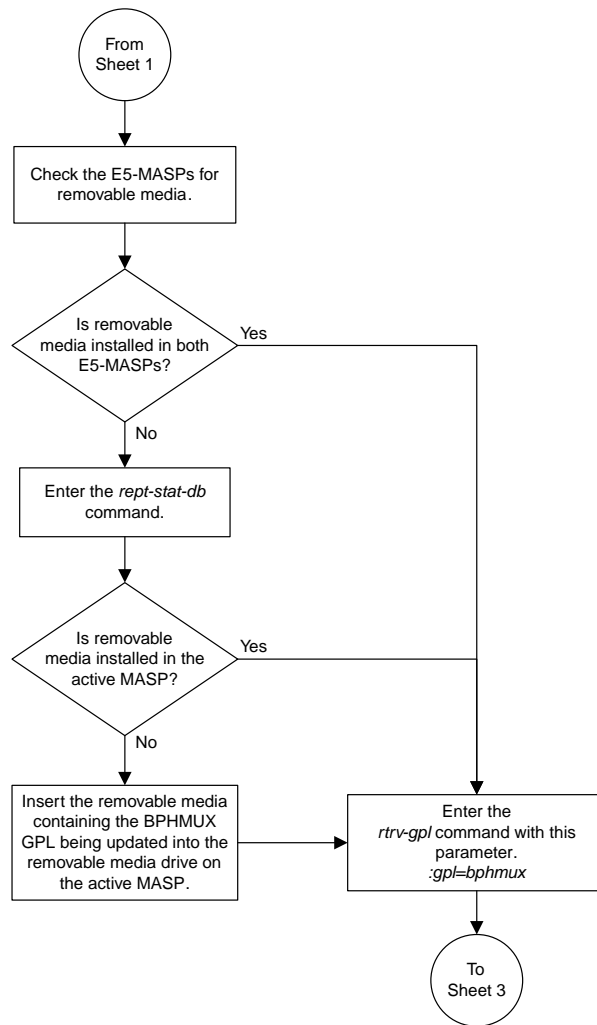 From
Sheet 1
Check the E5-MASPs for
removable media.
Is removable
media installed in both
E5-MASPs?
Yes
No
Enter the rept-stat-db
command.
Is removable
media installed in the
active MASP?
Yes
No
Insert the removable media
containing the BPHMUX
GPL being updated into the
removable media drive on
the active MASP.
Enter the
rtrv-gpl command with this
parameter.
:gpl=bphmux
To
Sheet 3